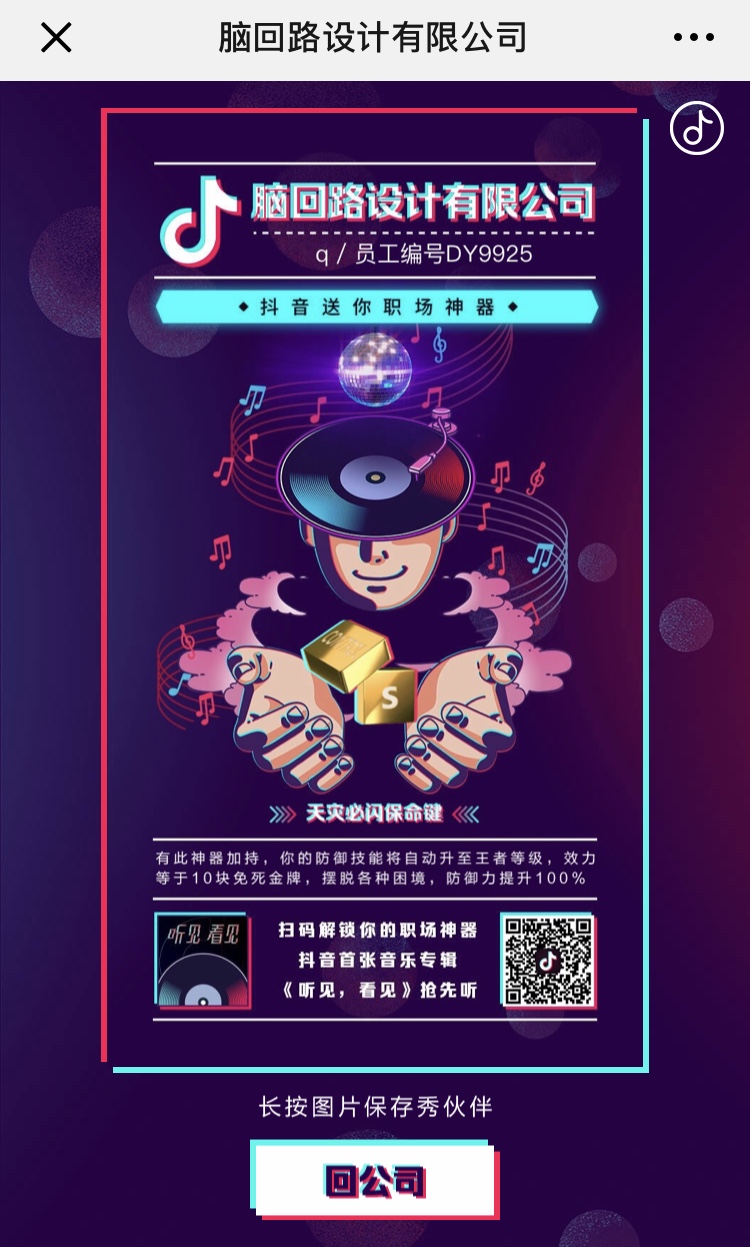 脑回路设计有限公司
脑回路设计有限公司
q / 员工编号DY9925
抖音送你职场神器
S
天灾必闪保命键
有此神器加持，你的防御技能将自动升至王者等级，效力
等于10块免死金牌，摆脱各种困境，防御力提升100%
听见 看见
扫码解锁你的职场神器
抖音首张音乐专辑
《听见，看见》抢先听
长按图片保存秀伙伴
回公司